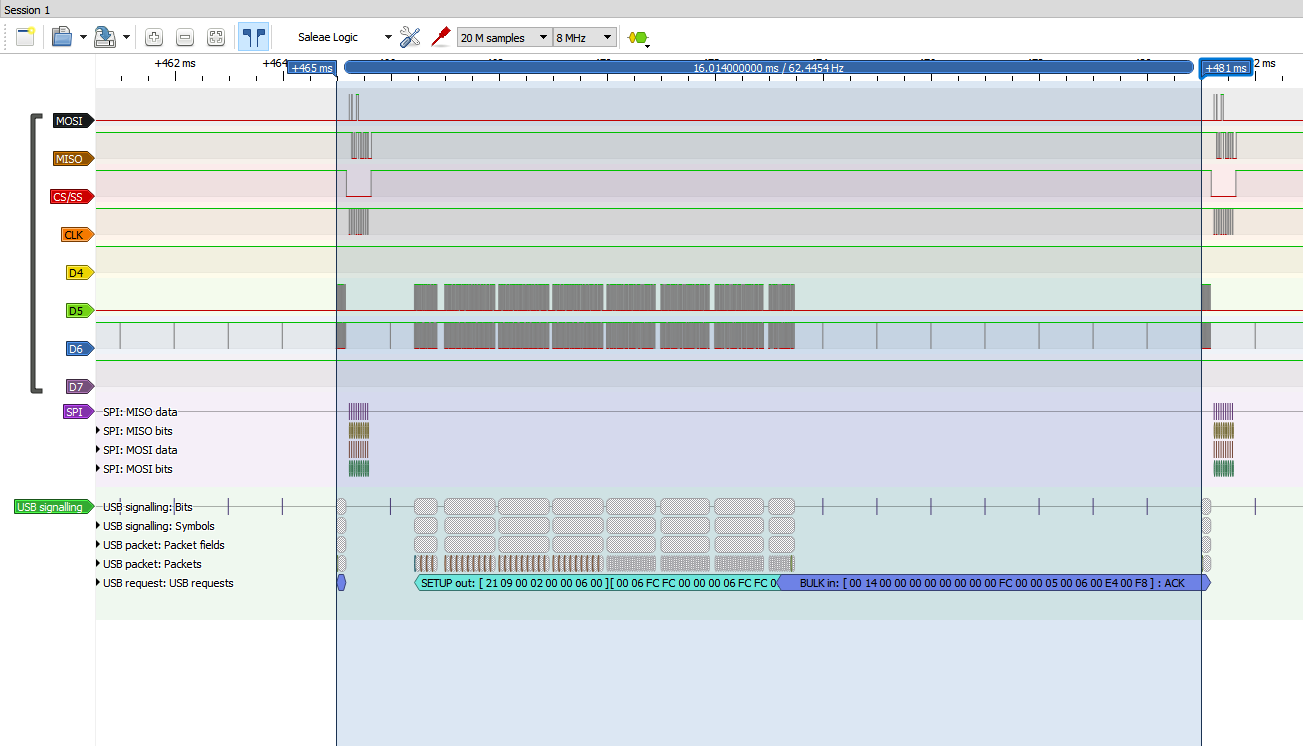 Session 1
Saleae Logic
20 M samples
8 MHz
+462 ms
+464
+465 ms
16.014000000 ms / 62.4454 Hz
+481 ms
2 ms
MOSI
MISO
CS/SS
CLK
D4
D5
D6
D7
SPI
SPI: MISO data
SPI: MISO bits
SPI: MOSI data
SPI: MOSI bits
USB signalling
USB signalling: Bits
USB signalling: Symbols
USB packet: Packet fields
USB packet: Packets
USB request: USB requests
SETUP out: [ 21 09 00 02 00 00 06 00 ][ 00 06 FC FC 00 00 00 06 FC FC 0
BULK in: [ 00 14 00 00 00 00 00 00 00 00 FC 00 00 05 00 06 00 E4 00 F8 ] : ACK